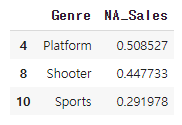 Genre NA_Sales
4 Platform 0.508527
8 Shooter 0.447733
10 Sports 0.291978